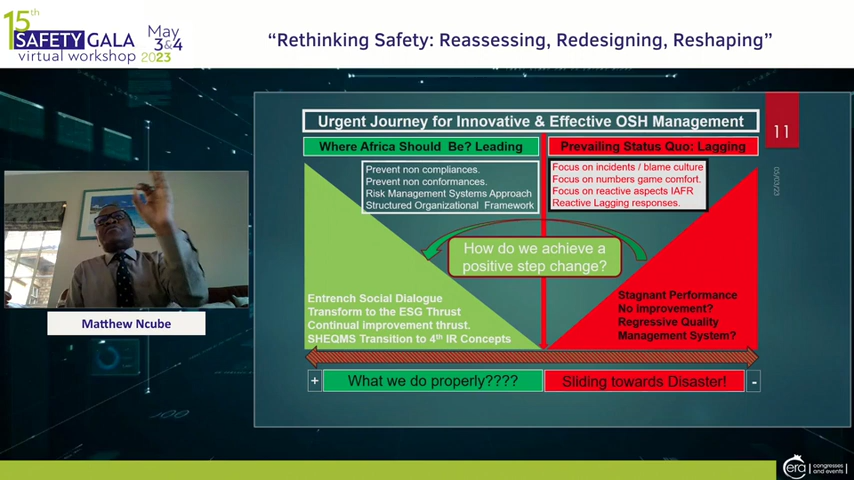 15th
SAFETY GALA
virtual workshop
May
3&4
2023
“Rethinking Safety: Reassessing, Redesigning, Reshaping”
Urgent Journey for Innovative & Effective OSH Management
11
Where Africa Should Be? Leading
Prevailing Status Quo: Lagging
Prevent non compliances.
Prevent non conformances.
Risk Management Systems Approach
Structured Organizational Framework
Focus on incidents / blame culture
Focus on numbers game comfort.
Focus on reactive aspects IAFR
Reactive Lagging responses.
05/03/23
How do we achieve a
positive step change?
Entrench Social Dialogue
Transform to the ESG Thrust
Continual improvement thrust.
SHEQMS Transition to 4th IR Concepts
Stagnant Performance
No improvement?
Regressive Quality
Management System?
+
What we do properly????
Sliding towards Disaster!
-
Matthew Ncube
era
congresses
and events